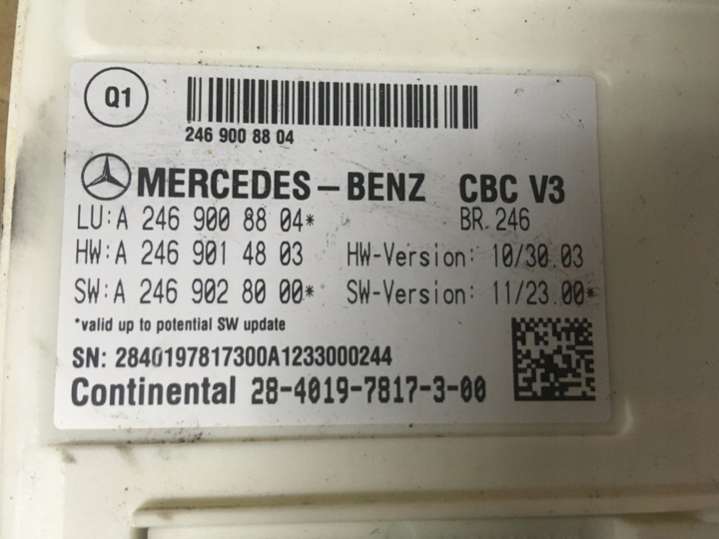 Q1
246 900 88 04
MERCEDES-BENZ CBC V3
LU:A 246 900 88 04* BR 246
HW:A 246 901 48 03 HW-Version: 10/30.03
SW:A 246 902 80 00* SW-Version: 11/23.00*
*valid up to potential SW update
SN: 28401978173​00A1233000244
Continental 28-4019-7817-3-00